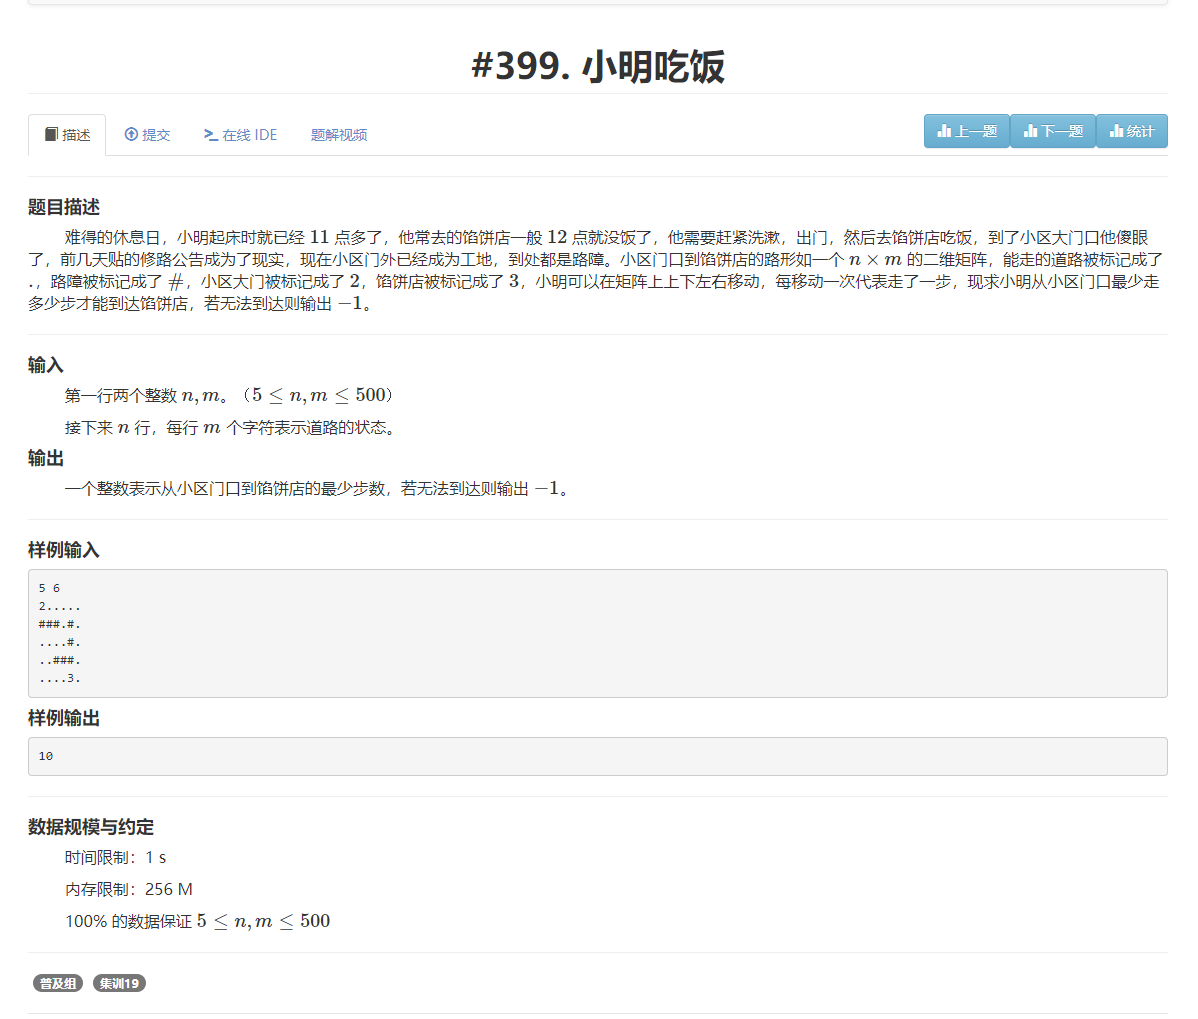 #399. 小明吃饭
描述 提交 在线 IDE 题解视频 上一题 下一题 统计
题目描述
难得的休息日，小明起床时就已经 11 点多了，他常去的馅饼店一般 12 点就没饭了，他需要赶紧洗漱，出门，然后去馅饼店吃饭，到了小区大门口他傻眼
了，前几天贴的修路公告成为了现实，现在小区门外已经成为工地，到处都是路障。小区门口到馅饼店的路形如一个 n × m 的二维矩阵，能走的道路被标记成了
.，路障被标记成了 #，小区大门被标记成了 2，馅饼店被标记成了 3，小明可以在矩阵上上下左右移动，每移动一次代表走了一步，现求小明从小区门口最少走
多少步才能到达馅饼店，若无法到达则输出 −1。
输入
第一行两个整数 n, m。（5 ≤ n, m ≤ 500）
接下来 n 行，每行 m 个字符表示道路的状态。
输出
一个整数表示从小区门口到馅饼店的最少步数，若无法到达则输出 −1。
样例输入
5 6
2.....
###.#.
....#.
..###.
....3.
样例输出
10
数据规模与约定
时间限制：1 s
内存限制：256 M
100% 的数据保证 5 ≤ n, m ≤ 500
普及组 集训19